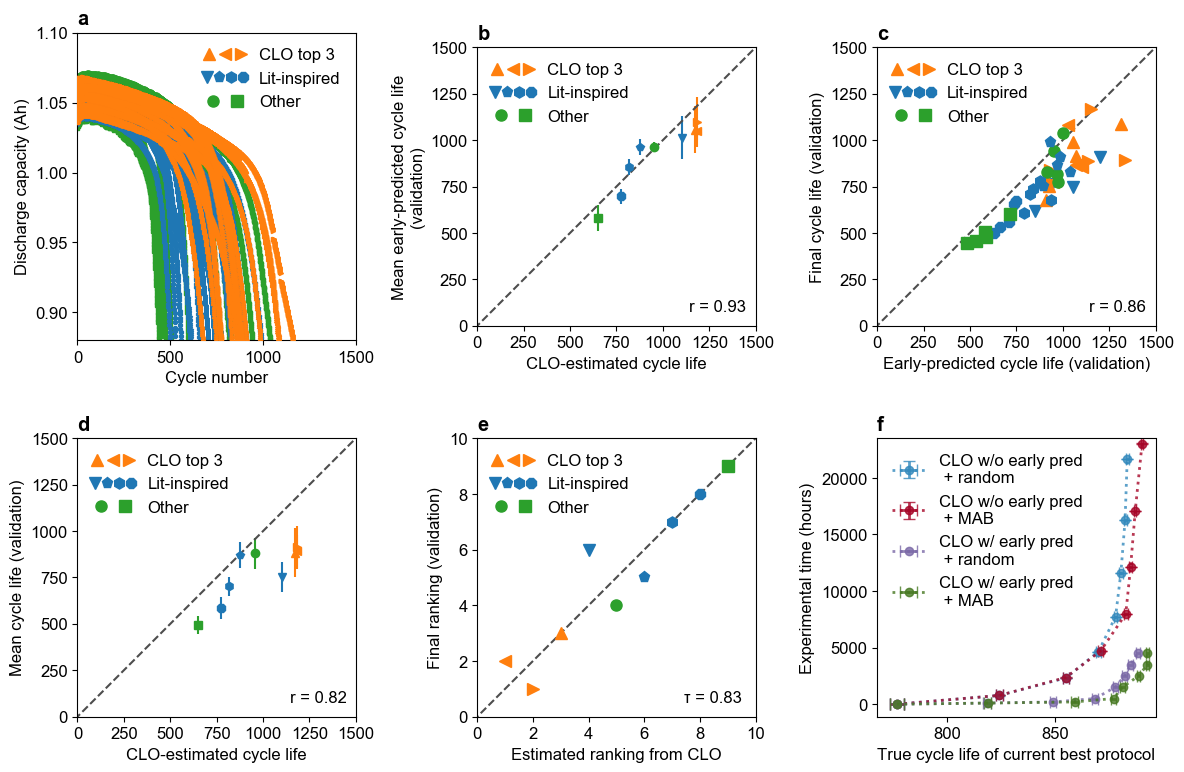 a
1.10
1.05
1.00
0.95
0.90
0
500
1000
1500
Discharge capacity (Ah)
Cycle number
CLO top 3
Lit-inspired
Other
b
1500
1250
1000
750
500
250
0
0
250
500
750
1000
1250
1500
Mean early-predicted cycle life
(validation)
CLO-estimated cycle life
CLO top 3
Lit-inspired
Other
r = 0.93
c
1500
1250
1000
750
500
250
0
0
250
500
750
1000
1250
1500
Final cycle life (validation)
Early-predicted cycle life (validation)
CLO top 3
Lit-inspired
Other
r = 0.86
d
1500
1250
1000
750
500
250
0
0
250
500
750
1000
1250
1500
Mean cycle life (validation)
CLO-estimated cycle life
CLO top 3
Lit-inspired
Other
r = 0.82
e
10
8
6
4
2
0
0
2
4
6
8
10
Final ranking (validation)
Estimated ranking from CLO
CLO top 3
Lit-inspired
Other
τ = 0.83
f
20000
15000
10000
5000
0
800
850
Experimental time (hours)
True cycle life of current best protocol
CLO w/o early pred
+ random
CLO w/o early pred
+ MAB
CLO w/ early pred
+ random
CLO w/ early pred
+ MAB